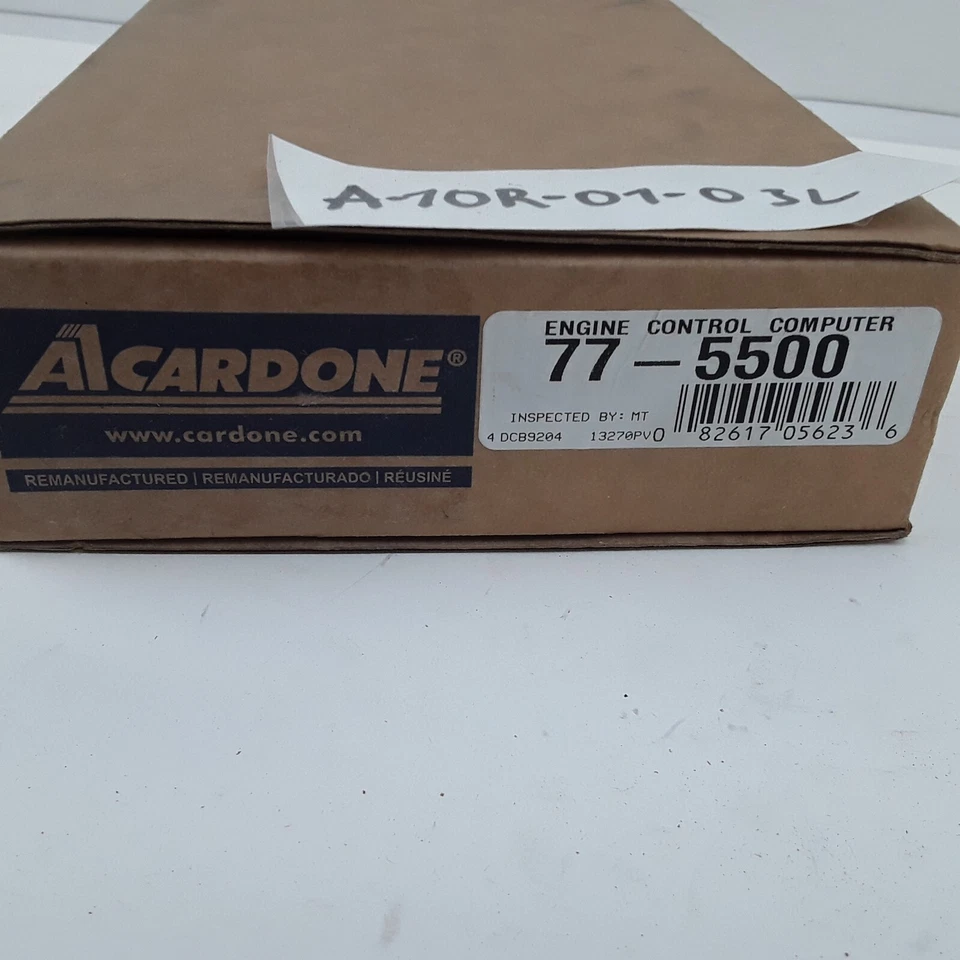 A-10R-01-03L
A1 CARDONE®
www.cardone.com
REMANUFACTURED | REMANUFACTURADO | RÉUSINÉ
ENGINE CONTROL COMPUTER
77-5500
INSPECTED BY: MT
4 DCB9204 13270PV
0 82617 05623 6